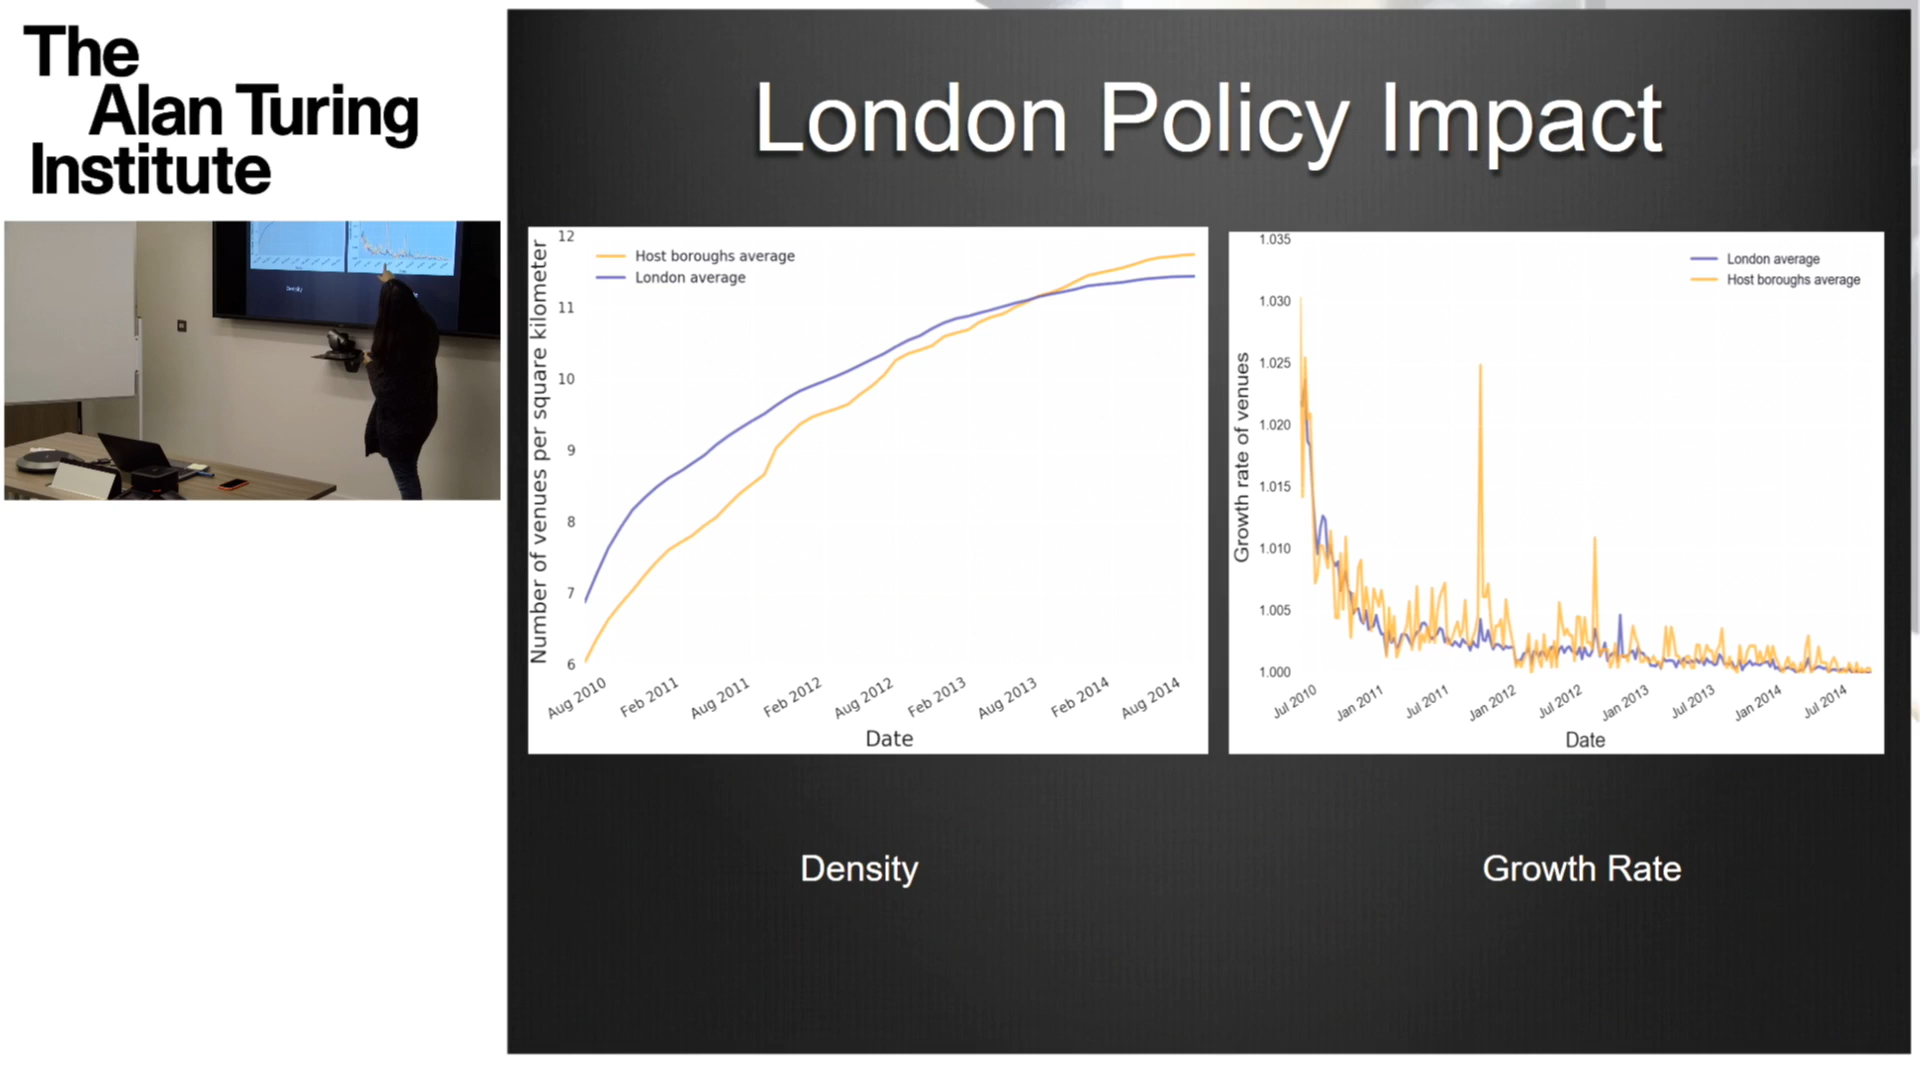 The
Alan Turing
Institute
London Policy Impact
Number of venues per square kilometer
12
11
10
9
8
7
6
Host boroughs average
London average
Aug 2010
Feb 2011
Aug 2011
Feb 2012
Aug 2012
Feb 2013
Aug 2013
Feb 2014
Aug 2014
Date
Growth rate of venues
1.035
1.030
1.025
1.020
1.015
1.010
1.005
1.000
London average
Host boroughs average
Jul 2010
Jan 2011
Jul 2011
Jan 2012
Jul 2012
Jan 2013
Jul 2013
Jan 2014
Jul 2014
Date
Density
Growth Rate
Density